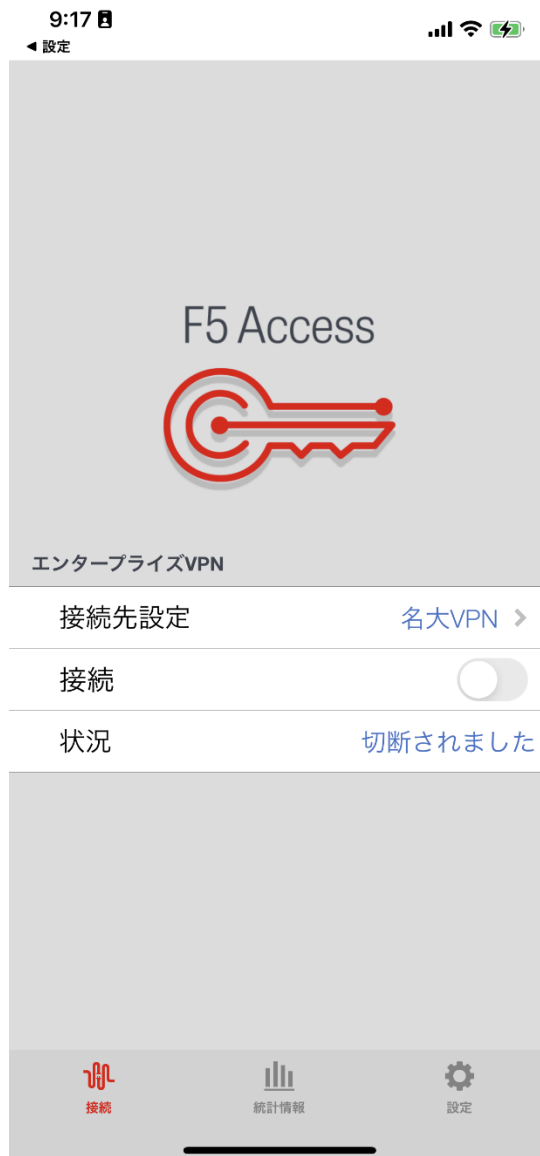 9:17
◀ 設定
F5 Access
エンタープライズVPN
接続先設定 名大VPN >
接続
状況 切断されました
接続 統計情報 設定